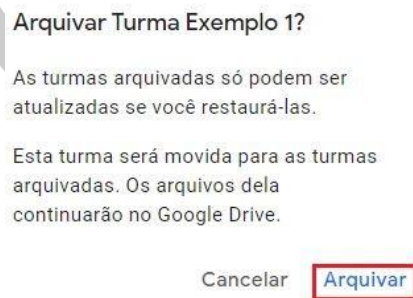 Arquivar Turma Exemplo 1?
As turmas arquivadas só podem ser
atualizadas se você restaurá-las.
Esta turma será movida para as turmas
arquivadas. Os arquivos dela
continuarão no Google Drive.
Cancelar Arquivar